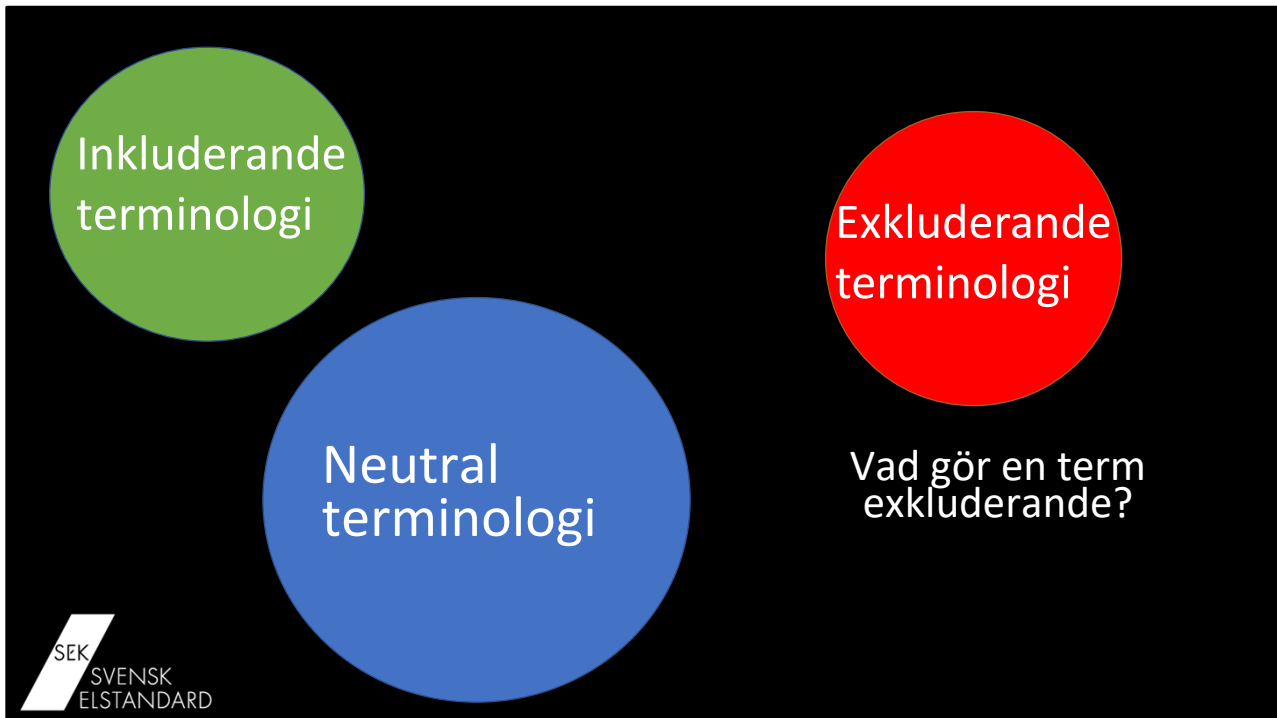 Inkluderande
terminologi
Exkluderande
terminologi
Neutral
terminologi
Vad gör en term
exkluderande?
SEK
SVENSK
ELSTANDARD